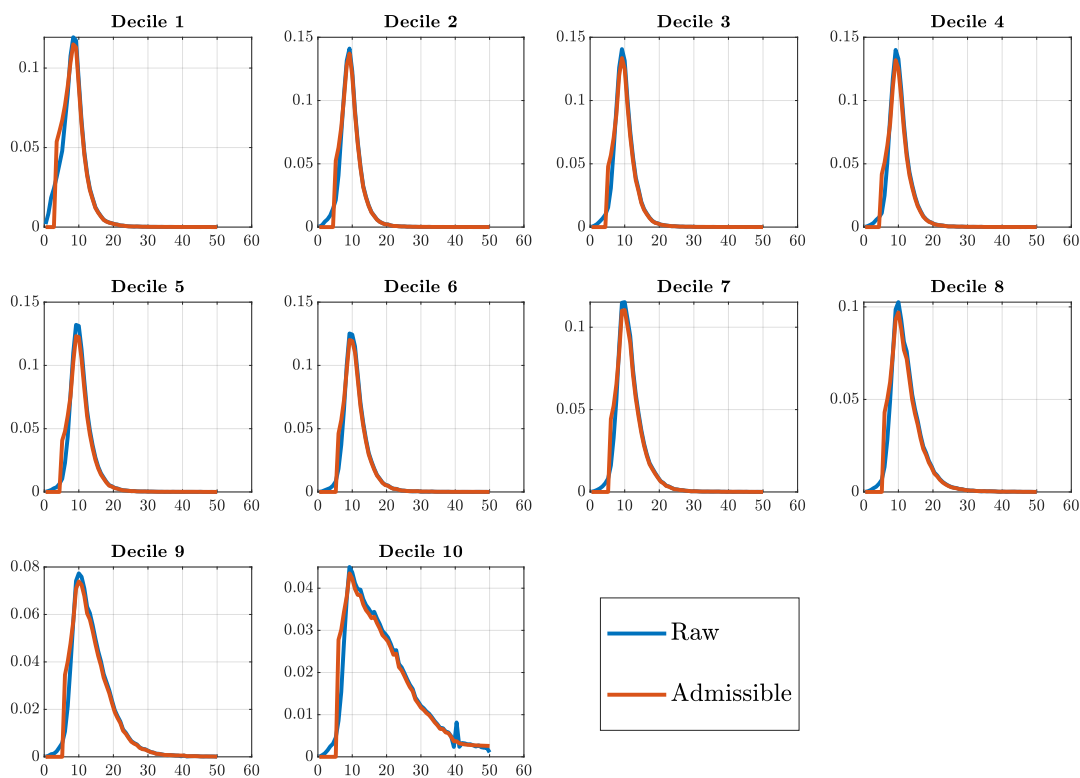 Decile 1 Decile 2 Decile 3 Decile 4
0.1 0.15 0.15 0.15
0.1 0.1 0.1
0.05 0.05 0.05 0.05
0 0 0 0
0 10 20 30 40 50 60 0 10 20 30 40 50 60 0 10 20 30 40 50 60 0 10 20 30 40 50 60
Decile 5 Decile 6 Decile 7 Decile 8
0.15 0.15 0.1 0.1
0.1 0.1
0.05 0.05 0.05 0.05
0 0 0 0
0 10 20 30 40 50 60 0 10 20 30 40 50 60 0 10 20 30 40 50 60 0 10 20 30 40 50 60
Decile 9 Decile 10
0.08 0.04
0.06 0.03
0.04 0.02
0.02 0.01
0 0
0 10 20 30 40 50 60 0 10 20 30 40 50 60
Raw
Admissible